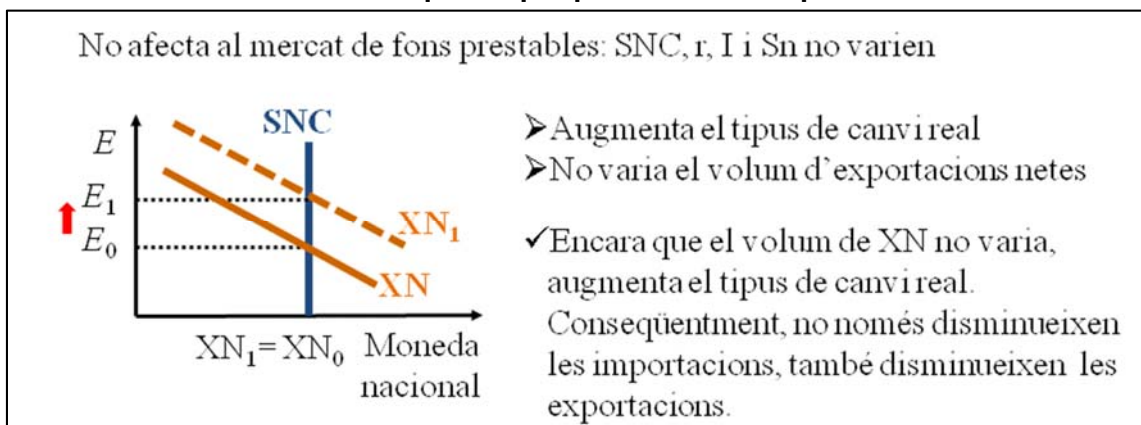 No afecta al mercat de fons prestables: SNC, r, I i Sn no varien
SNC
E
E1
E0
XN1
XN
XN1= XN0 Moneda
nacional
➢Augmenta el tipus de canvi real
➢No varia el volum d’exportacions netes
✓Encara que el volum de XN no varia,
augmenta el tipus de canvi real.
Conseqüentment, no només disminueixen
les importacions, també disminueixen les
exportacions.